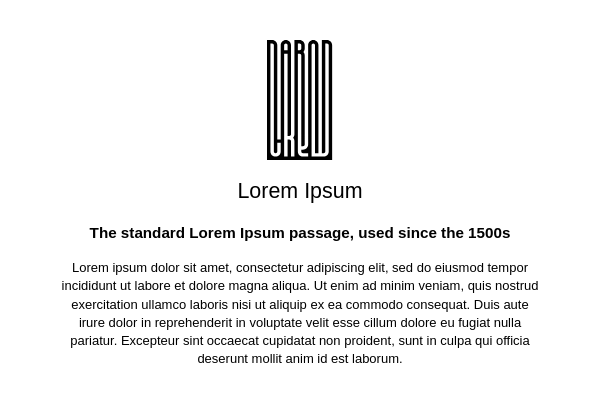 CREW
Lorem Ipsum
The standard Lorem Ipsum passage, used since the 1500s
Lorem ipsum dolor sit amet, consectetur adipiscing elit, sed do eiusmod tempor
incididunt ut labore et dolore magna aliqua. Ut enim ad minim veniam, quis nostrud
exercitation ullamco laboris nisi ut aliquip ex ea commodo consequat. Duis aute
irure dolor in reprehenderit in voluptate velit esse cillum dolore eu fugiat nulla
pariatur. Excepteur sint occaecat cupidatat non proident, sunt in culpa qui officia
deserunt mollit anim id est laborum.